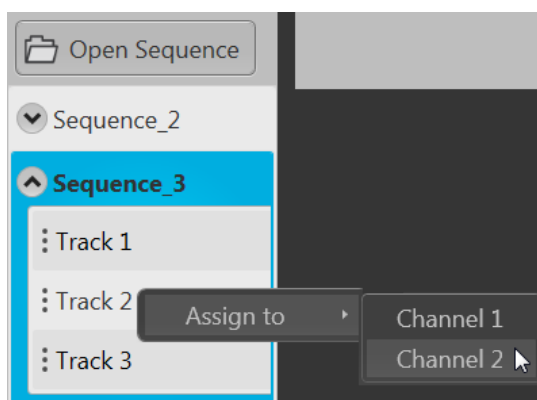 Open Sequence
Sequence_2
Sequence_3
Track 1
Track 2
Assign to
Channel 1
Channel 2
Track 3